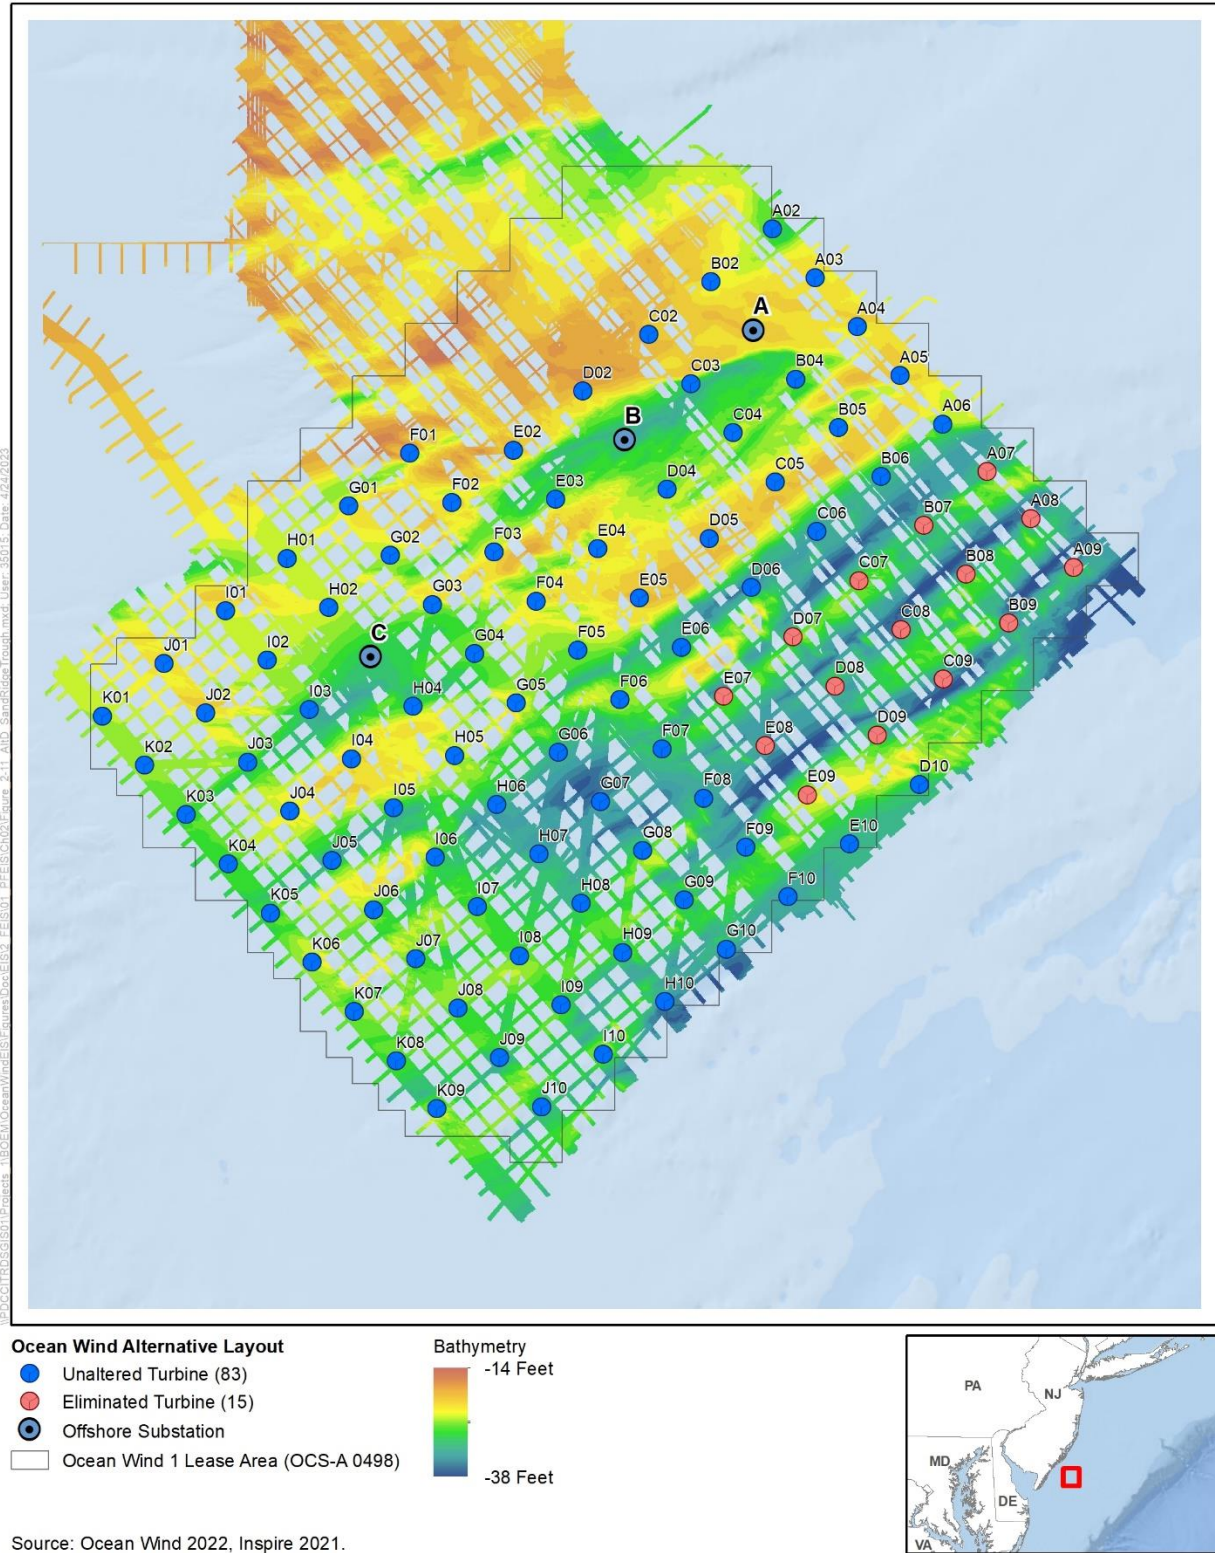 A02
B02
A03
A
C02
A04
C03
B04
A05
D02
B
C04
B05
A06
F01
E02
A07
D04
C05
B06
G01
F02
E03
B07
A08
D05
C06
H01
G02
F03
E04
A09
C07
B08
I01
H02
G03
F04
E05
D06
B09
D07
C08
J01
I02
C
G04
F05
E06
C09
D08
K01
J02
I03
H04
G05
F06
E07
D09
K02
J03
I04
H05
G06
F07
E08
D10
K03
J04
I05
H06
G07
F08
E09
E10
K04
J05
I06
H07
G08
F09
K05
J06
I07
H08
G09
F10
K06
J07
I08
H09
G10
K07
J08
I09
H10
K08
J09
I10
K09
J10
Ocean Wind Alternative Layout
Unaltered Turbine (83)
Eliminated Turbine (15)
Offshore Substation
Ocean Wind 1 Lease Area (OCS-A 0498)
Bathymetry
-14 Feet
-38 Feet
PA
NJ
MD
DE
VA
Source: Ocean Wind 2022, Inspire 2021.